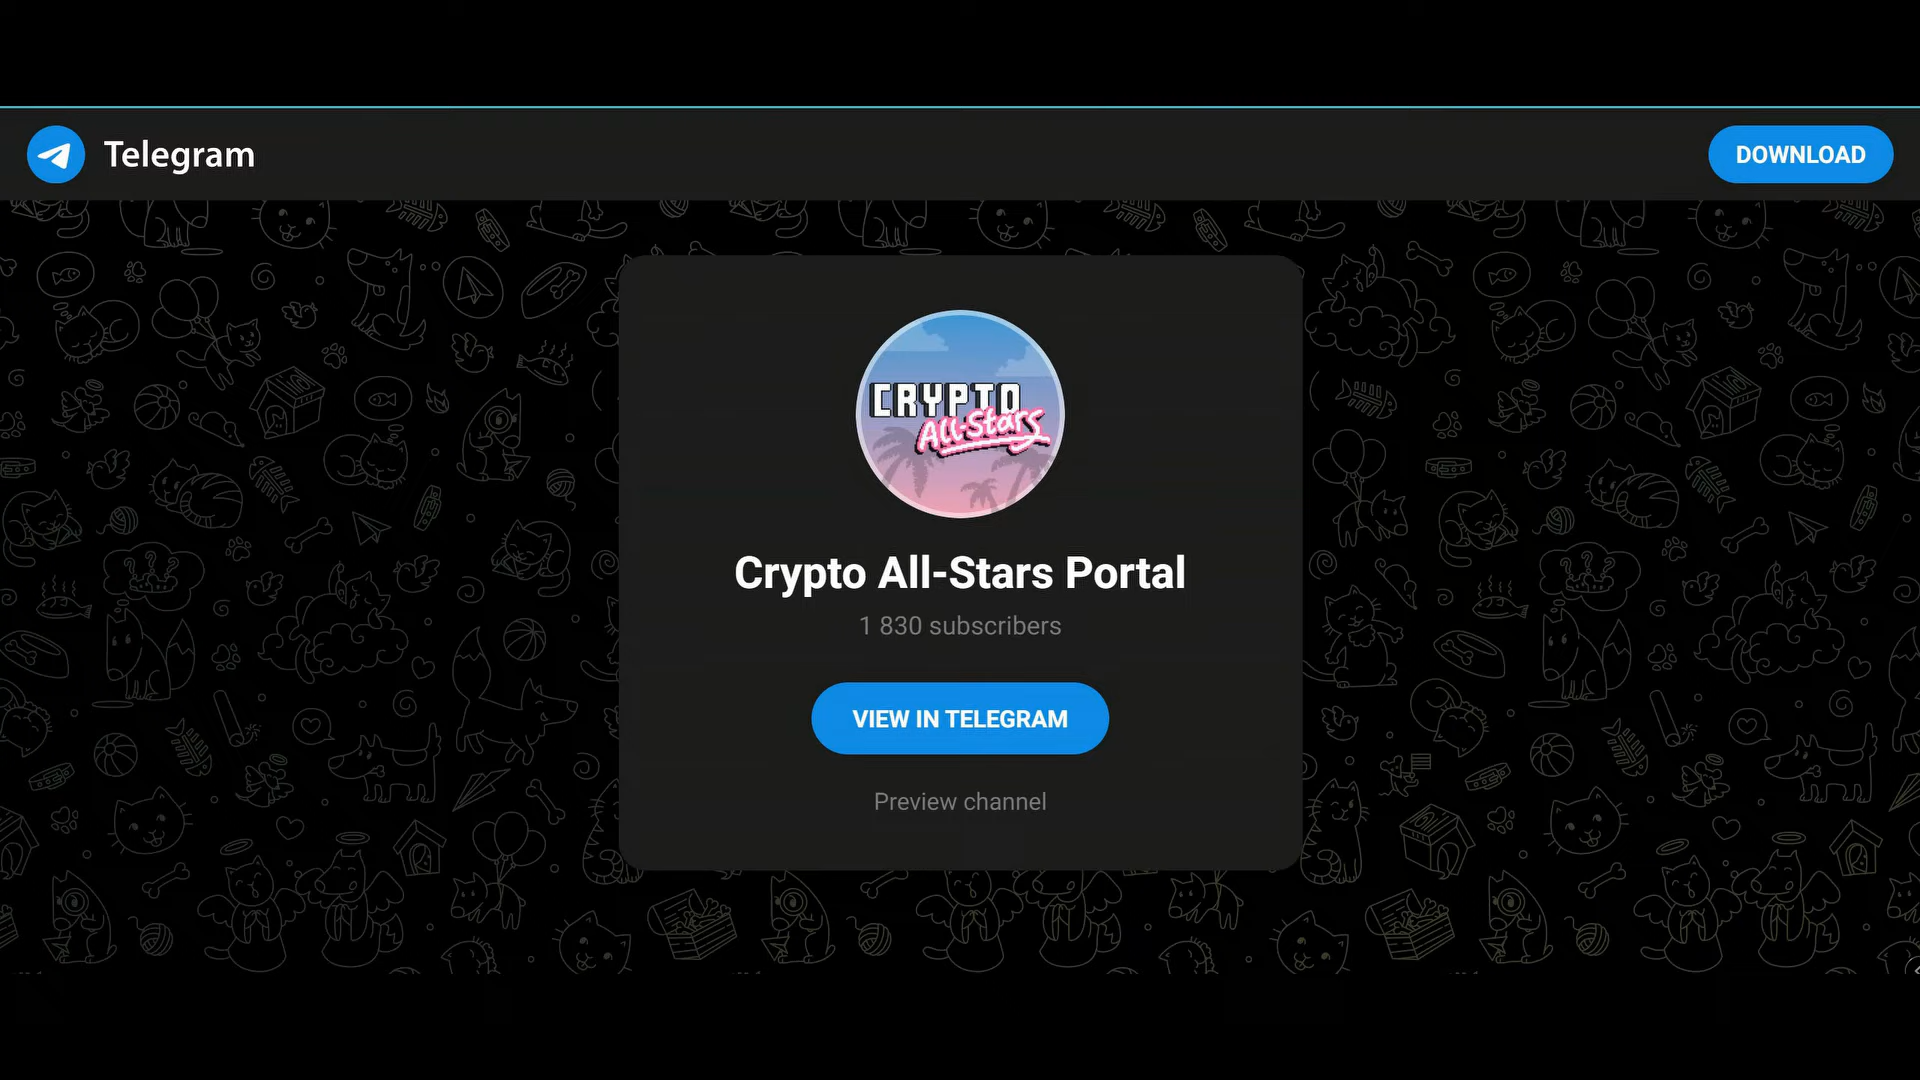 Telegram
DOWNLOAD
CRYPTO
All-Stars
Crypto All-Stars Portal
1 830 subscribers
VIEW IN TELEGRAM
Preview channel